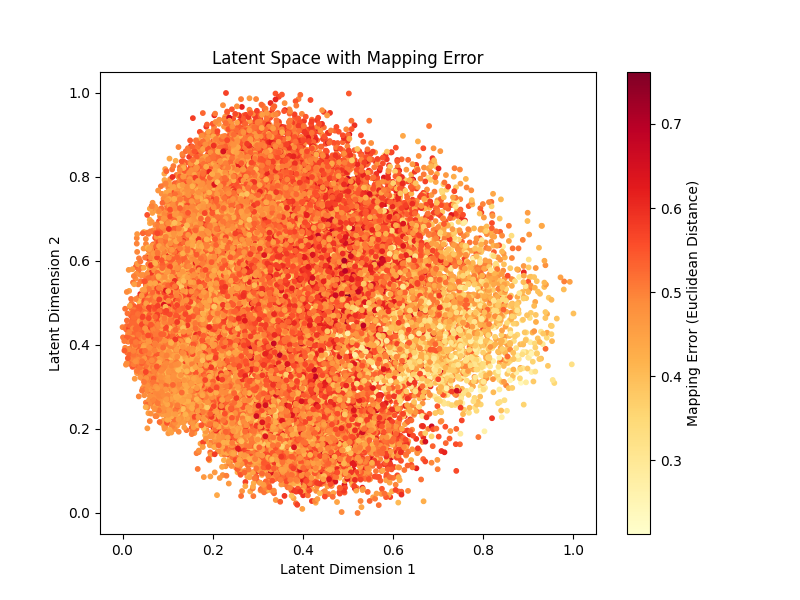 Latent Space with Mapping Error
1.0
0.8
0.6
0.4
0.2
0.0
Latent Dimension 2
0.0 0.2 0.4 0.6 0.8 1.0
Latent Dimension 1
0.7
0.6
0.5
0.4
0.3
Mapping Error (Euclidean Distance)